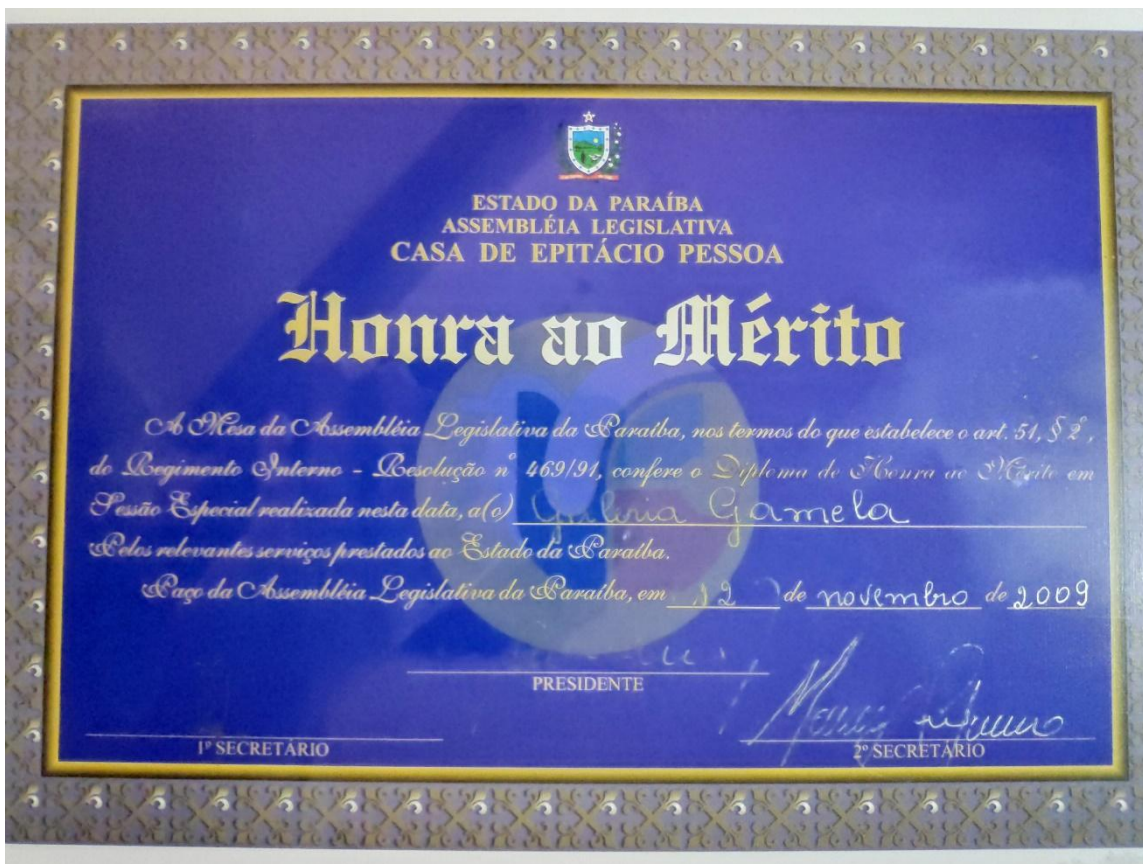 ESTADO DA PARAÍBA
ASSEMBLÉIA LEGISLATIVA
CASA DE EPITÁCIO PESSOA
Honra ao Mérito
A Mesa da Assembléia Legislativa da Paraíba, nos termos do que estabelece o art. 51, § 2º,
do Regimento Interno - Resolução nº 469/91, confere o Diploma de Honra ao Mérito em
Sessão Especial realizada nesta data, a(o) Gamela
Pelos relevantes serviços prestados ao Estado da Paraíba.
Paço da Assembléia Legislativa da Paraíba, em 12 de novembro de 2009
PRESIDENTE
1º SECRETÁRIO
2º SECRETÁRIO